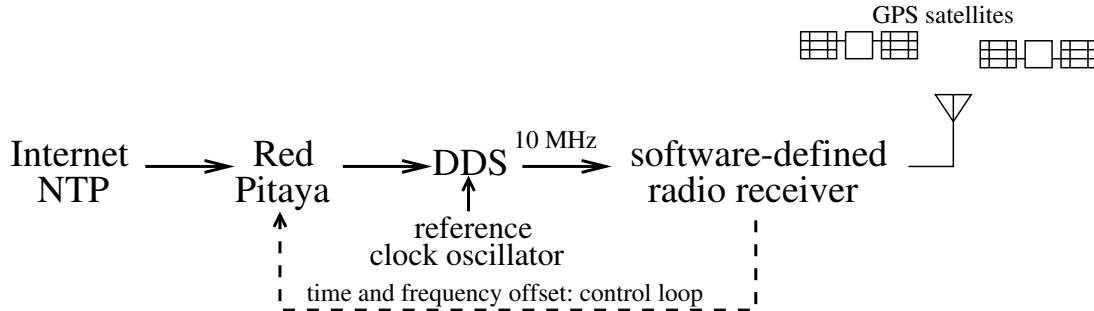 GPS satellites
Internet
NTP
Red
Pitaya
DDS
10 MHz
software-defined
radio receiver
reference
clock oscillator
time and frequency offset: control loop